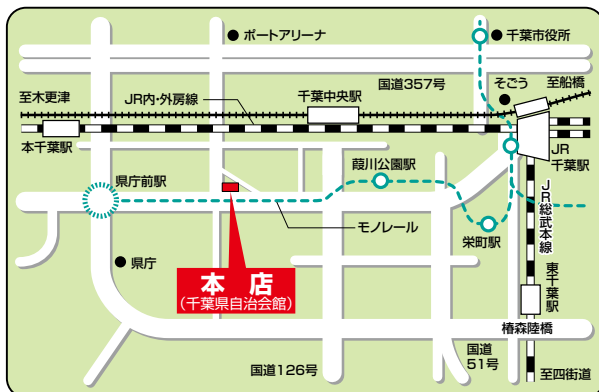 ポートアリーナ
千葉市役所
国道357号
そごう
至船橋
至木更津
JR内・外房線
千葉中央駅
本千葉駅
JR
千葉駅
県庁前駅
葭川公園駅
JR総武本線
モノレール
栄町駅
県庁
本店
(千葉県自治会館)
東千葉駅
椿森陸橋
国道126号
国道
51号
至四街道